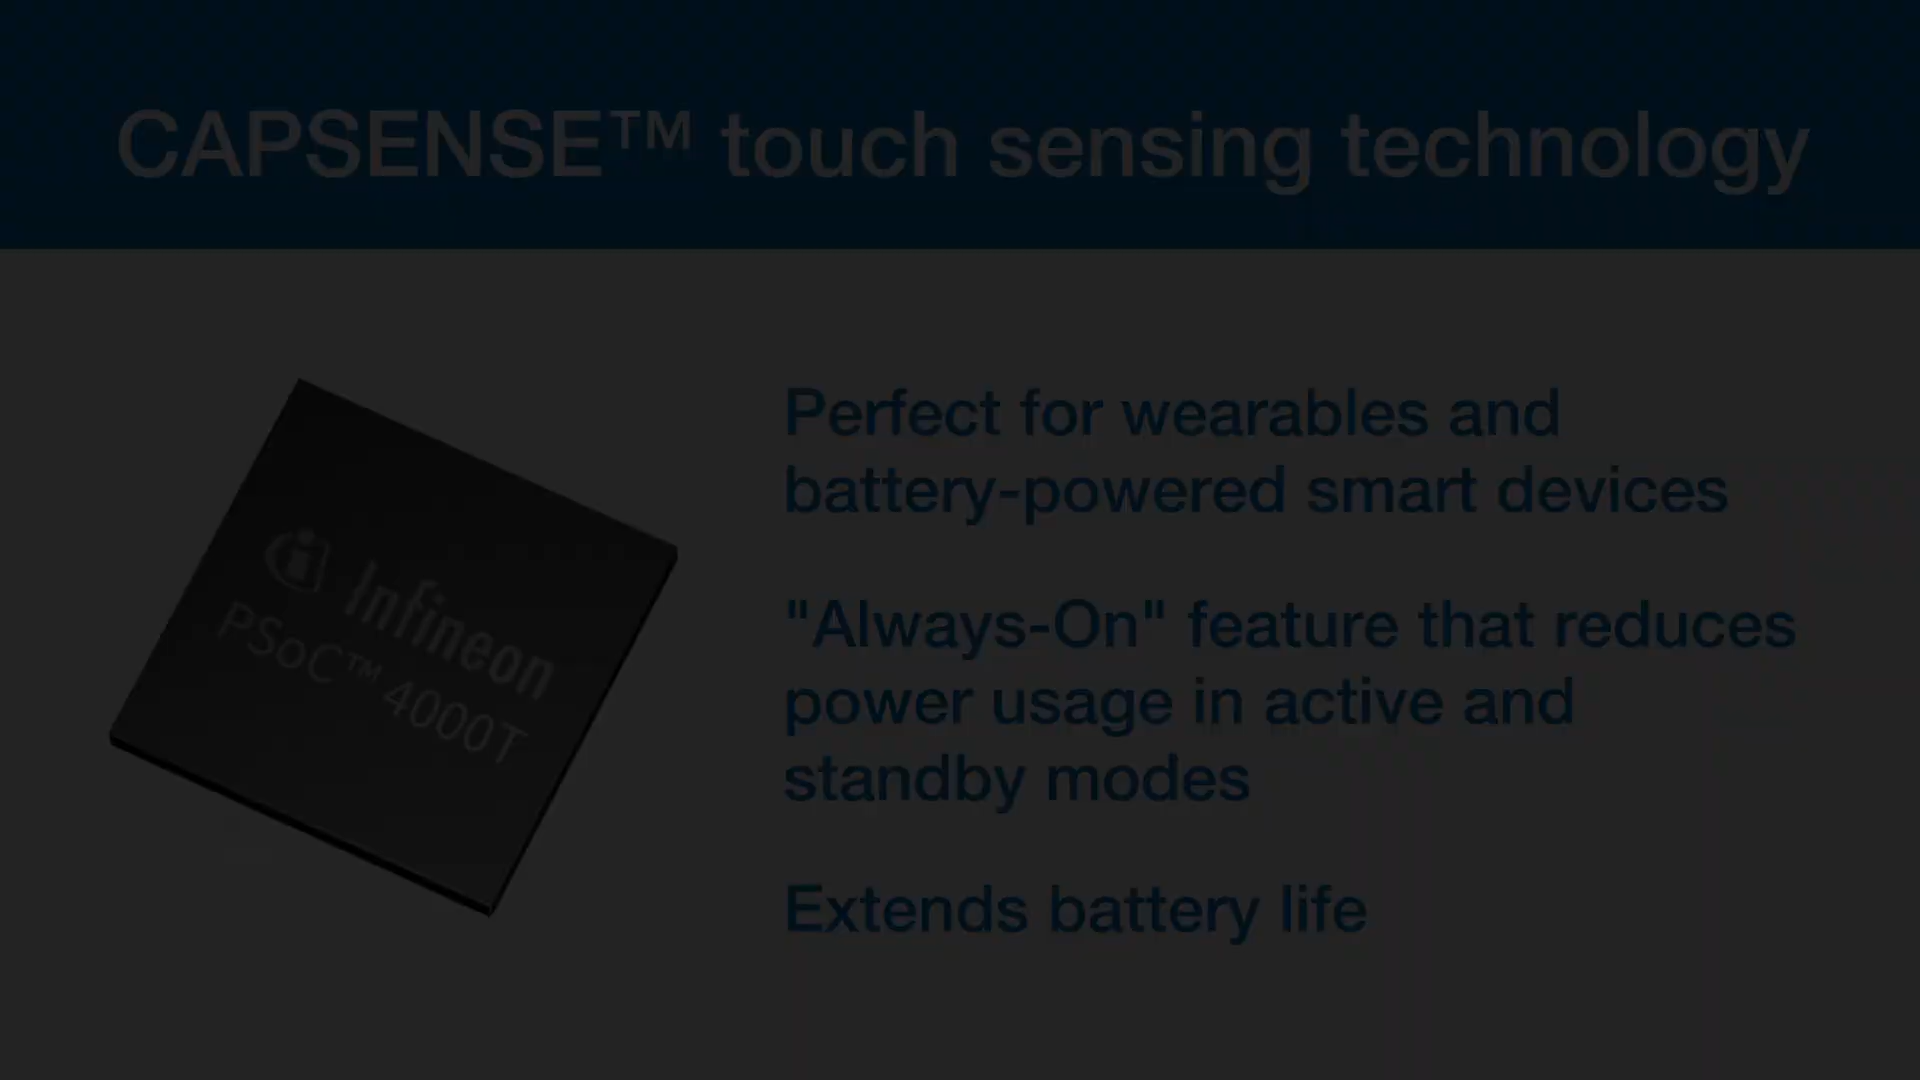 CAPSENSE™ touch sensing technology
Infineon
PSoC™ 4000T
Perfect for wearables and
battery-powered smart devices
"Always-On" feature that reduces
power usage in active and
standby modes
Extends battery life